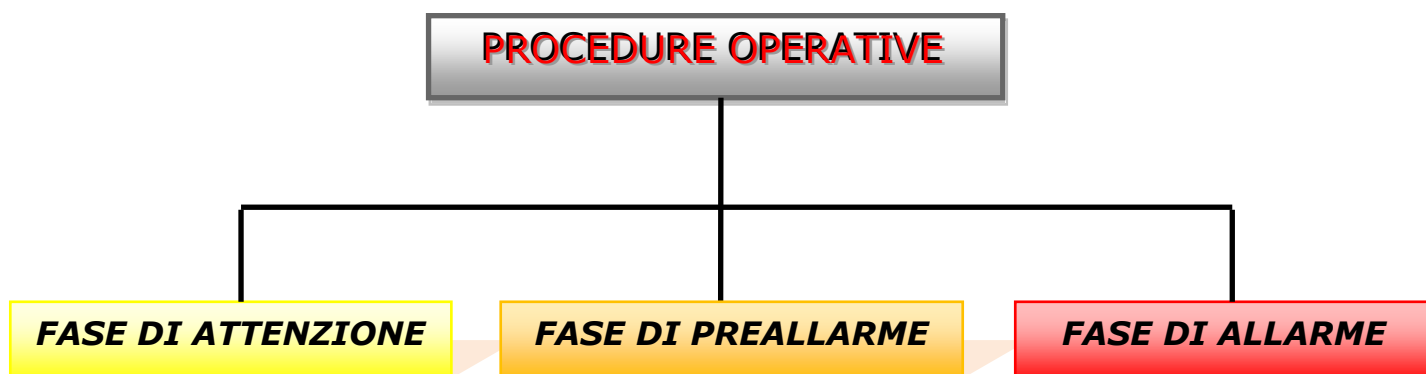 PROCEDURE OPERATIVE
FASE DI ATTENZIONE
FASE DI PREALLARME
FASE DI ALLARME